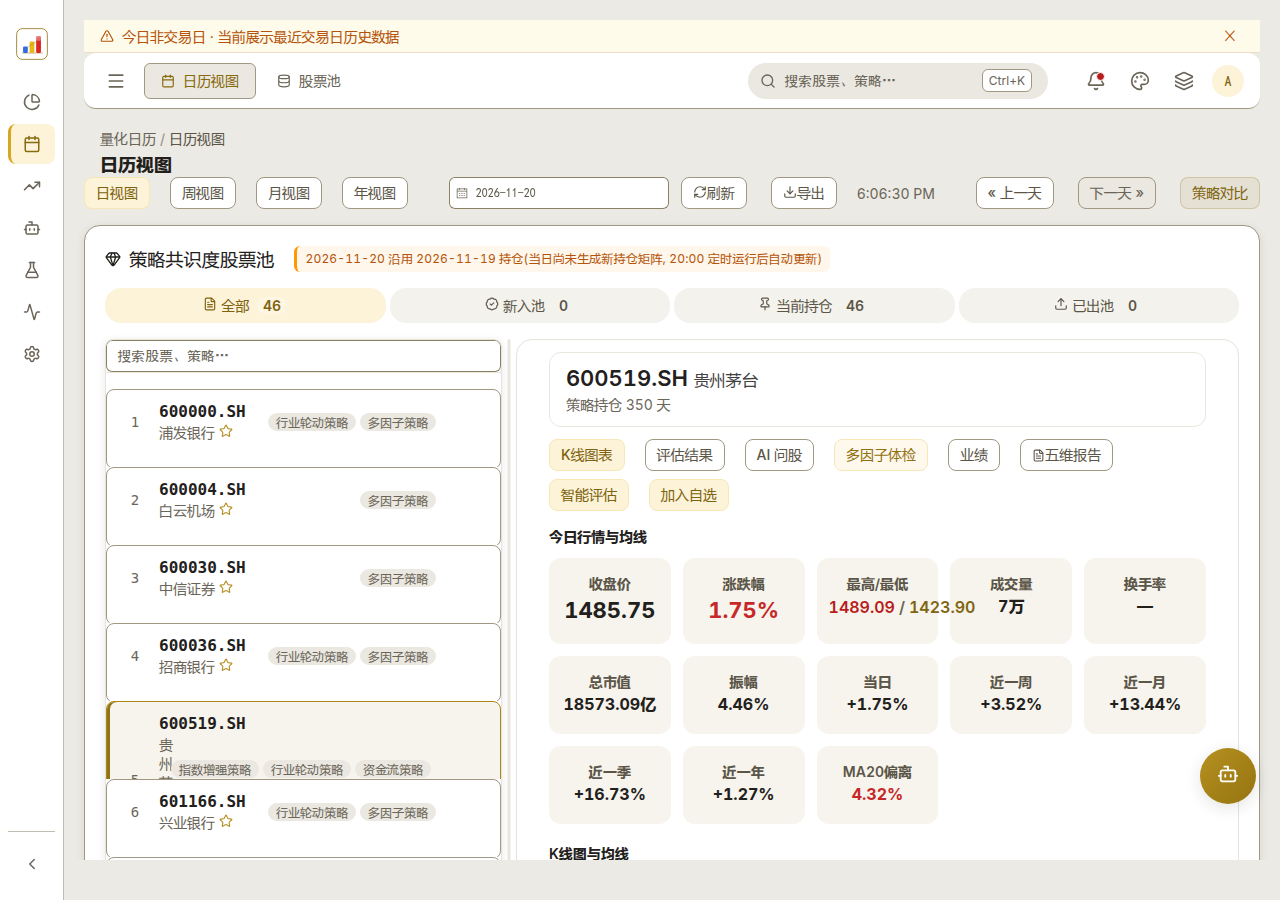 今日非交易日 · 当前展示最近交易日历史数据
日历视图
股票池
搜索股票、策略…
Ctrl+K
A
量化日历 / 日历视图
日历视图
日视图
周视图
月视图
年视图
2026-11-20
刷新
导出
6:06:30 PM
« 上一天
下一天 »
策略对比
策略共识度股票池
2026-11-20 沿用 2026-11-19 持仓(当日尚未生成新持仓矩阵, 20:00 定时运行后自动更新)
全部 46
新入池 0
当前持仓 46
已出池 0
搜索股票、策略…
1
600000.SH
浦发银行
行业轮动策略
多因子策略
2
600004.SH
白云机场
多因子策略
3
600030.SH
中信证券
多因子策略
4
600036.SH
招商银行
行业轮动策略
多因子策略
600519.SH
贵
州
指数增强策略
行业轮动策略
资金流策略
6
601166.SH
兴业银行
行业轮动策略
多因子策略
600519.SH 贵州茅台
策略持仓 350 天
K线图表
评估结果
AI 问股
多因子体检
业绩
五维报告
智能评估
加入自选
今日行情与均线
收盘价
1485.75
涨跌幅
1.75%
最高/最低
1489.09 / 1423.90
成交量
7万
换手率
—
总市值
18573.09亿
振幅
4.46%
当日
+1.75%
近一周
+3.52%
近一月
+13.44%
近一季
+16.73%
近一年
+1.27%
MA20偏离
4.32%
K线图与均线